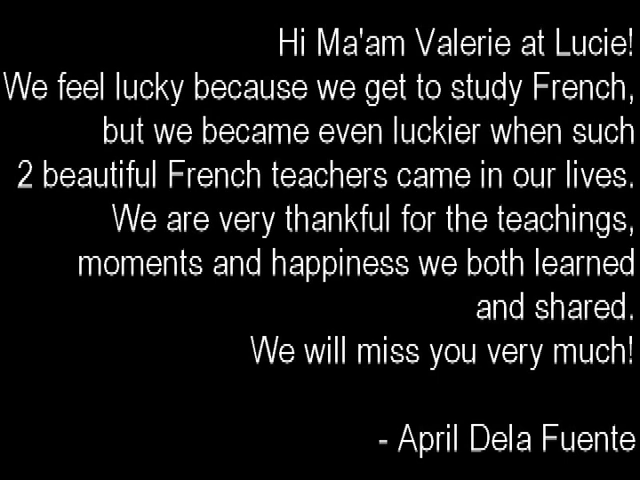 Hi Ma'am Valerie at Lucie!
We feel lucky because we get to study French,
but we became even luckier when such
2 beautiful French teachers came in our lives.
We are very thankful for the teachings,
moments and happiness we both learned
and shared.
We will miss you very much!
- April Dela Fuente